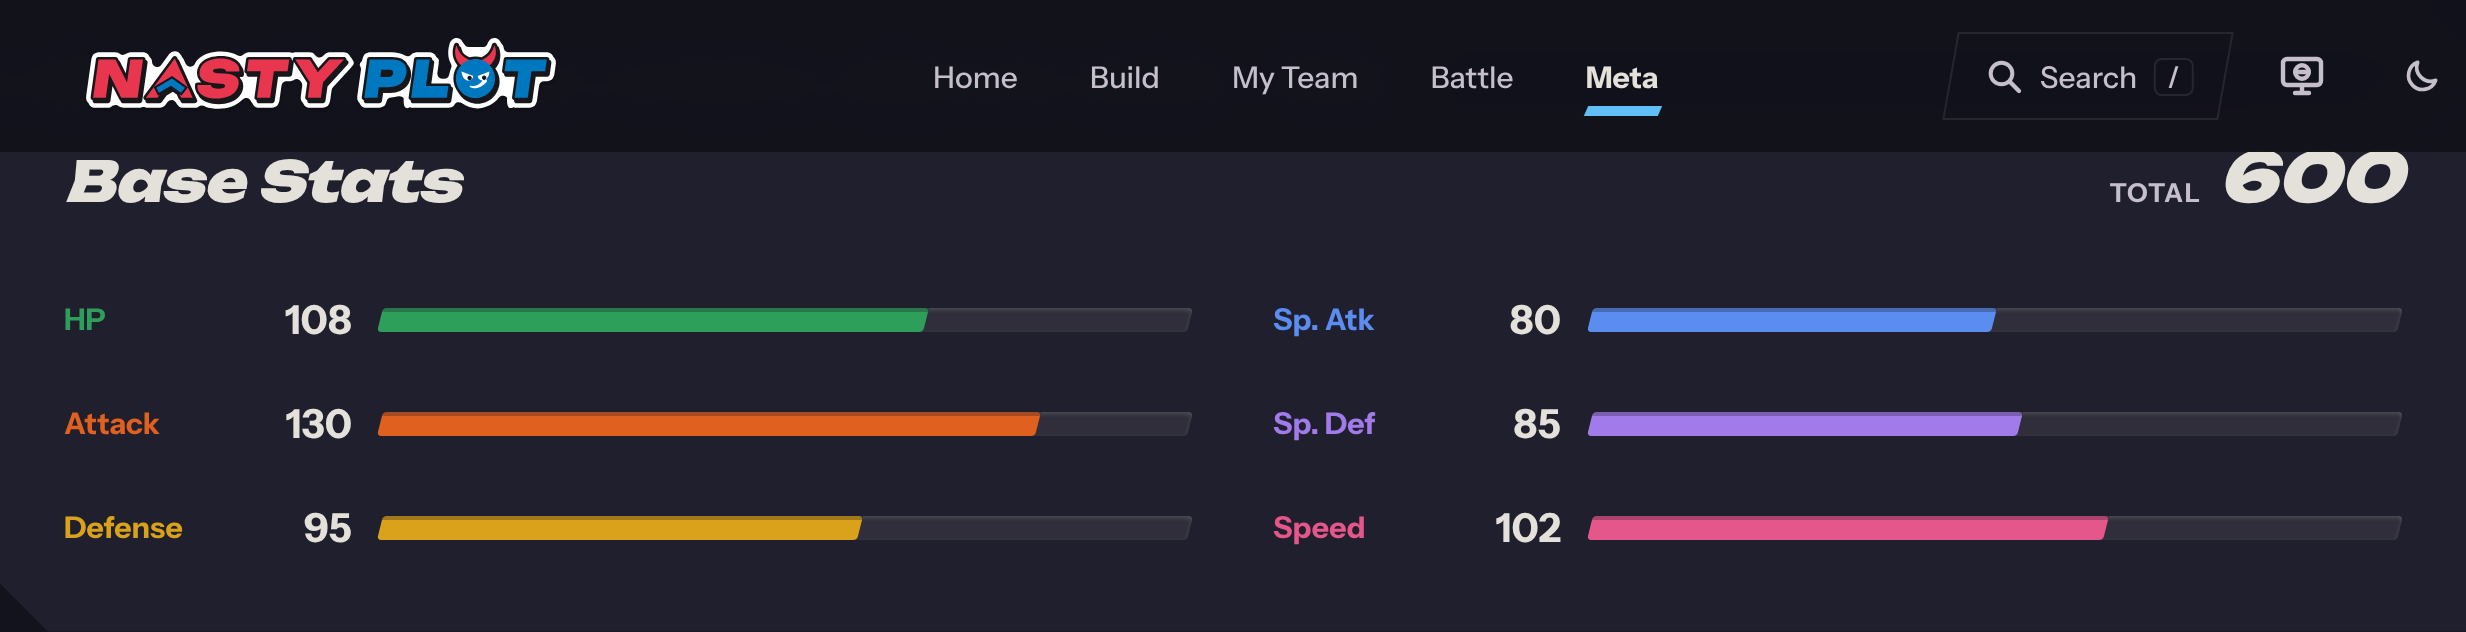 NASTY PLOT
Home Build My Team Battle Meta Search /
Base Stats TOTAL 600
HP 108 Sp. Atk 80
Attack 130 Sp. Def 85
Defense 95 Speed 102